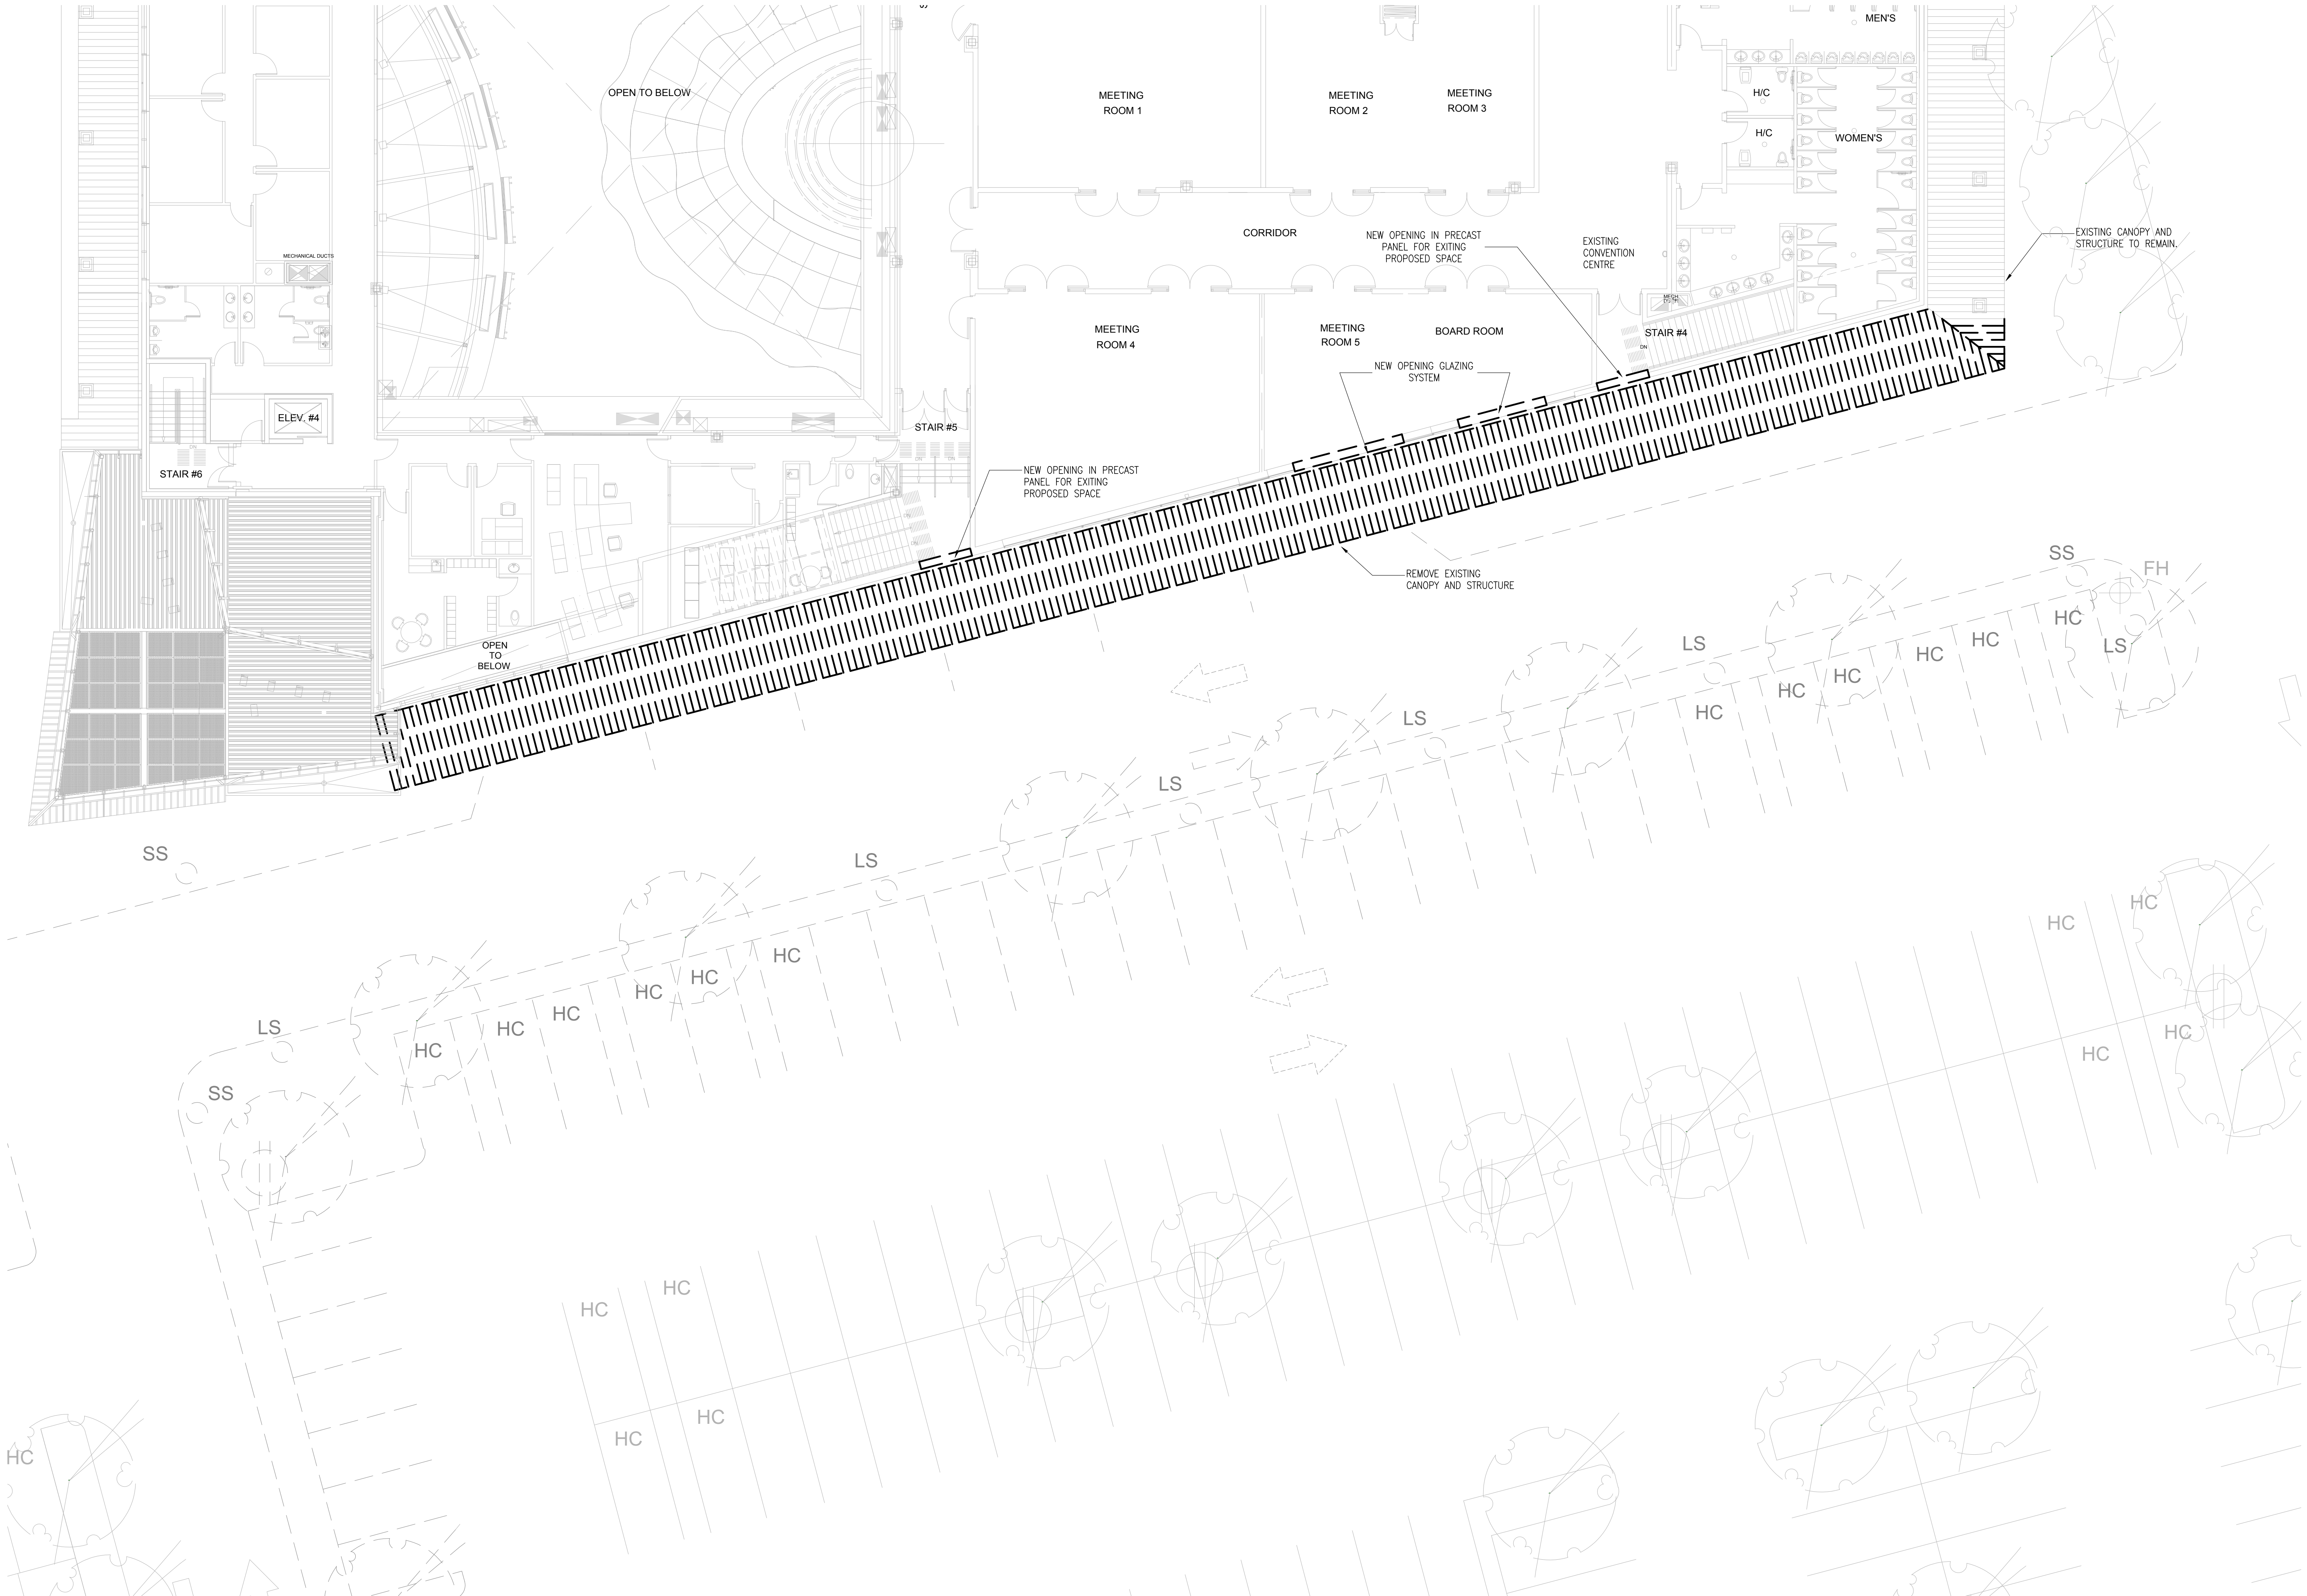 MEN'S
OPEN TO BELOW
MEETING
ROOM 1
MEETING
ROOM 2
MEETING
ROOM 3
H/C
H/C
WOMEN'S
CORRIDOR
NEW OPENING IN PRECAST
PANEL FOR EXITING
PROPOSED SPACE
EXISTING
CONVENTION
CENTRE
EXISTING CANOPY AND
STRUCTURE TO REMAIN.
MECHANICAL DUCTS
MEETING
ROOM 4
MEETING
ROOM 5
BOARD ROOM
STAIR #4
DN
NEW OPENING GLAZING
SYSTEM
ELEV. #4
STAIR #5
STAIR #6
NEW OPENING IN PRECAST
PANEL FOR EXITING
PROPOSED SPACE
REMOVE EXISTING
CANOPY AND STRUCTURE
OPEN
TO
BELOW
SS
FH
HC
LS
HC
HC
LS
HC
HC
HC
LS
LS
SS
LS
HC
HC
HC
HC
HC
HC
LS
SS
HC
HC
HC
HC
HC
HC
HC
HC
HC